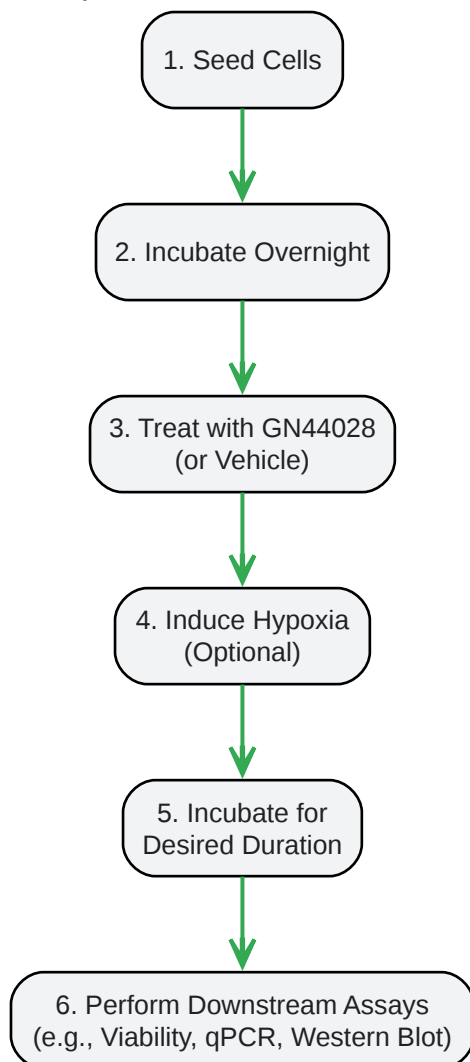 1. Seed Cells
2. Incubate Overnight
3. Treat with GN44028
(or Vehicle)
4. Induce Hypoxia
(Optional)
5. Incubate for
Desired Duration
6. Perform Downstream Assays
(e.g., Viability, qPCR, Western Blot)